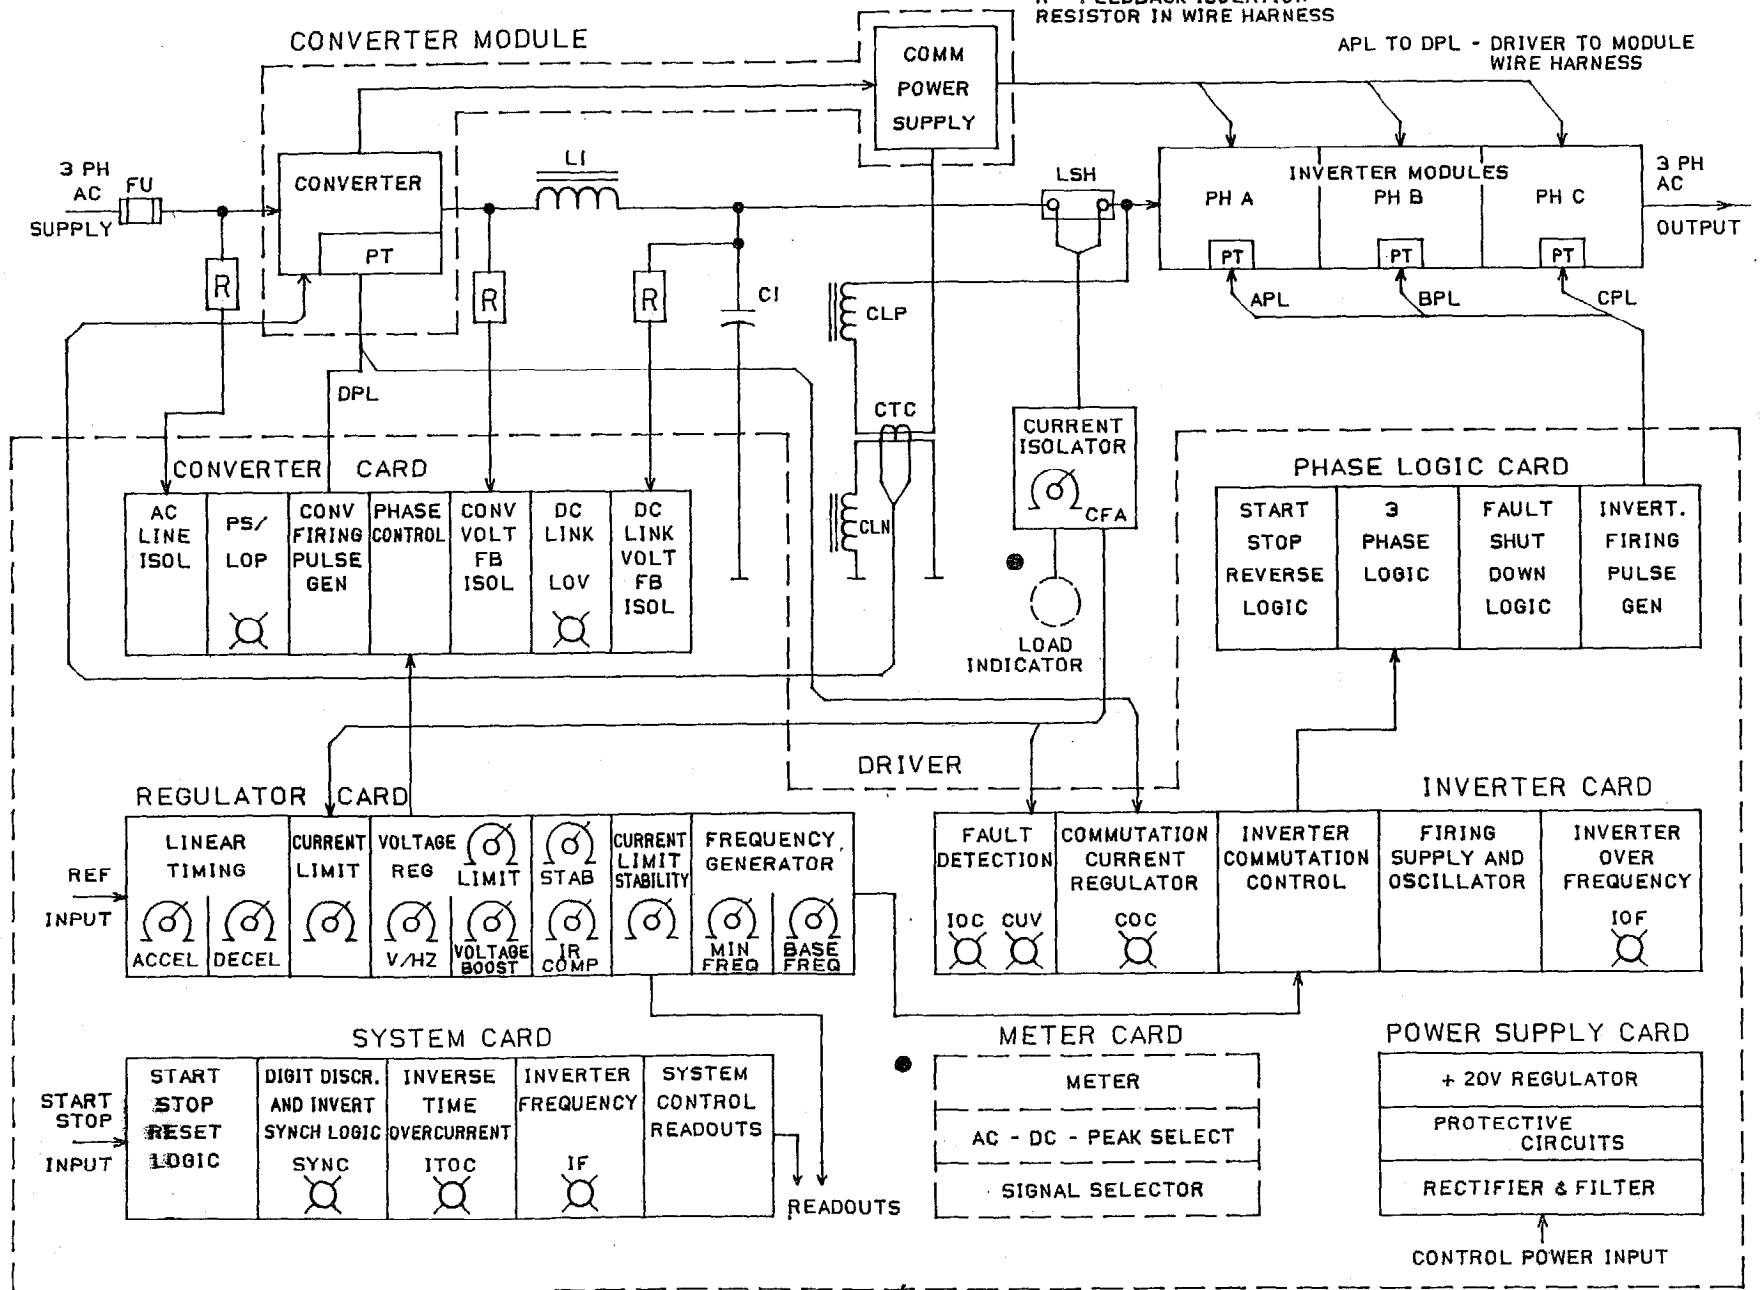 RESISTOR IN WIRE HARNESS
CONVERTER MODULE
COMM
POWER
SUPPLY
APL TO DPL - DRIVER TO MODULE
WIRE HARNESS
3 PH
AC
FU
SUPPLY
CONVERTER
PT
L1
LSH
INVERTER MODULES
PH A
PH B
PH C
PT
PT
PT
3 PH
AC
OUTPUT
R
R
R
C1
CLP
APL
BPL
CPL
DPL
CTC
CLN
CURRENT
ISOLATOR
CFA
LOAD
INDICATOR
CONVERTER CARD
AC
LINE
ISOL
PS/
LOP
CONV
FIRING
PULSE
GEN
PHASE
CONTROL
CONV
VOLT
FB
ISOL
DC
LINK
LOV
DC
LINK
VOLT
FB
ISOL
PHASE LOGIC CARD
START
STOP
REVERSE
LOGIC
3
PHASE
LOGIC
FAULT
SHUT
DOWN
LOGIC
INVERT.
FIRING
PULSE
GEN
DRIVER
REGULATOR CARD
REF
INPUT
LINEAR
TIMING
ACCEL
DECEL
CURRENT
LIMIT
VOLTAGE
REG
V/HZ
LIMIT
VOLTAGE
BOOST
STAB
IR
COMP
CURRENT
LIMIT
STABILITY
FREQUENCY
GENERATOR
MIN
FREQ
BASE
FREQ
INVERTER CARD
FAULT
DETECTION
IOC
CUV
COMMUTATION
CURRENT
REGULATOR
COC
INVERTER
COMMUTATION
CONTROL
FIRING
SUPPLY AND
OSCILLATOR
INVERTER
OVER
FREQUENCY
IOF
SYSTEM CARD
START
STOP
INPUT
START
STOP
RESET
LOGIC
DIGIT DISCR.
AND INVERT
SYNCH LOGIC
SYNC
INVERSE
TIME
OVERCURRENT
ITOC
INVERTER
FREQUENCY
IF
SYSTEM
CONTROL
READOUTS
READOUTS
METER CARD
METER
AC - DC - PEAK SELECT
SIGNAL SELECTOR
POWER SUPPLY CARD
+ 20V REGULATOR
PROTECTIVE
CIRCUITS
RECTIFIER & FILTER
CONTROL POWER INPUT